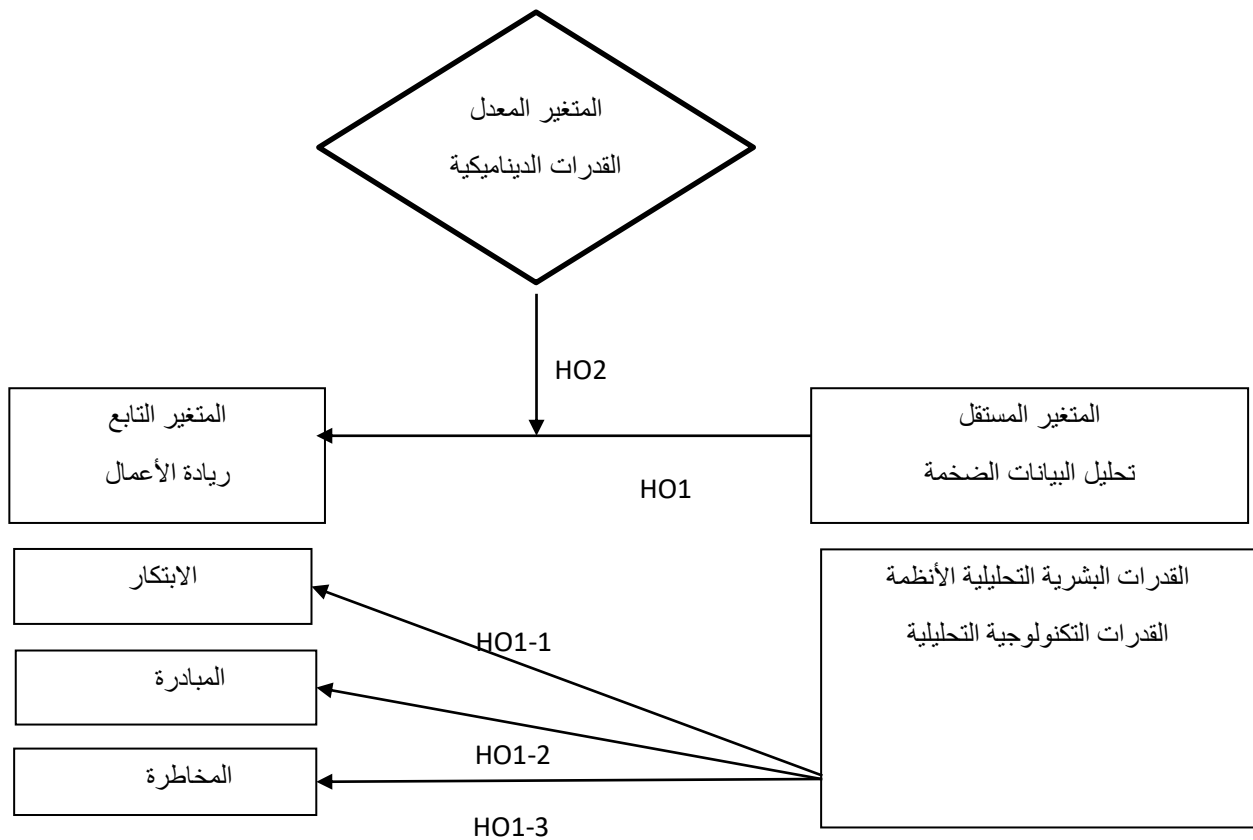 المتغير المعدل
القدرات الديناميكية
HO2
المتغير المستقل
تحليل البيانات الضخمة
المتغير التابع
ريادة الأعمال
HO1
القدرات البشرية التحليلية الأنظمة
القدرات التكنولوجية التحليلية
الابتكار
HO1-1
المبادرة
HO1-2
المخاطرة
HO1-3